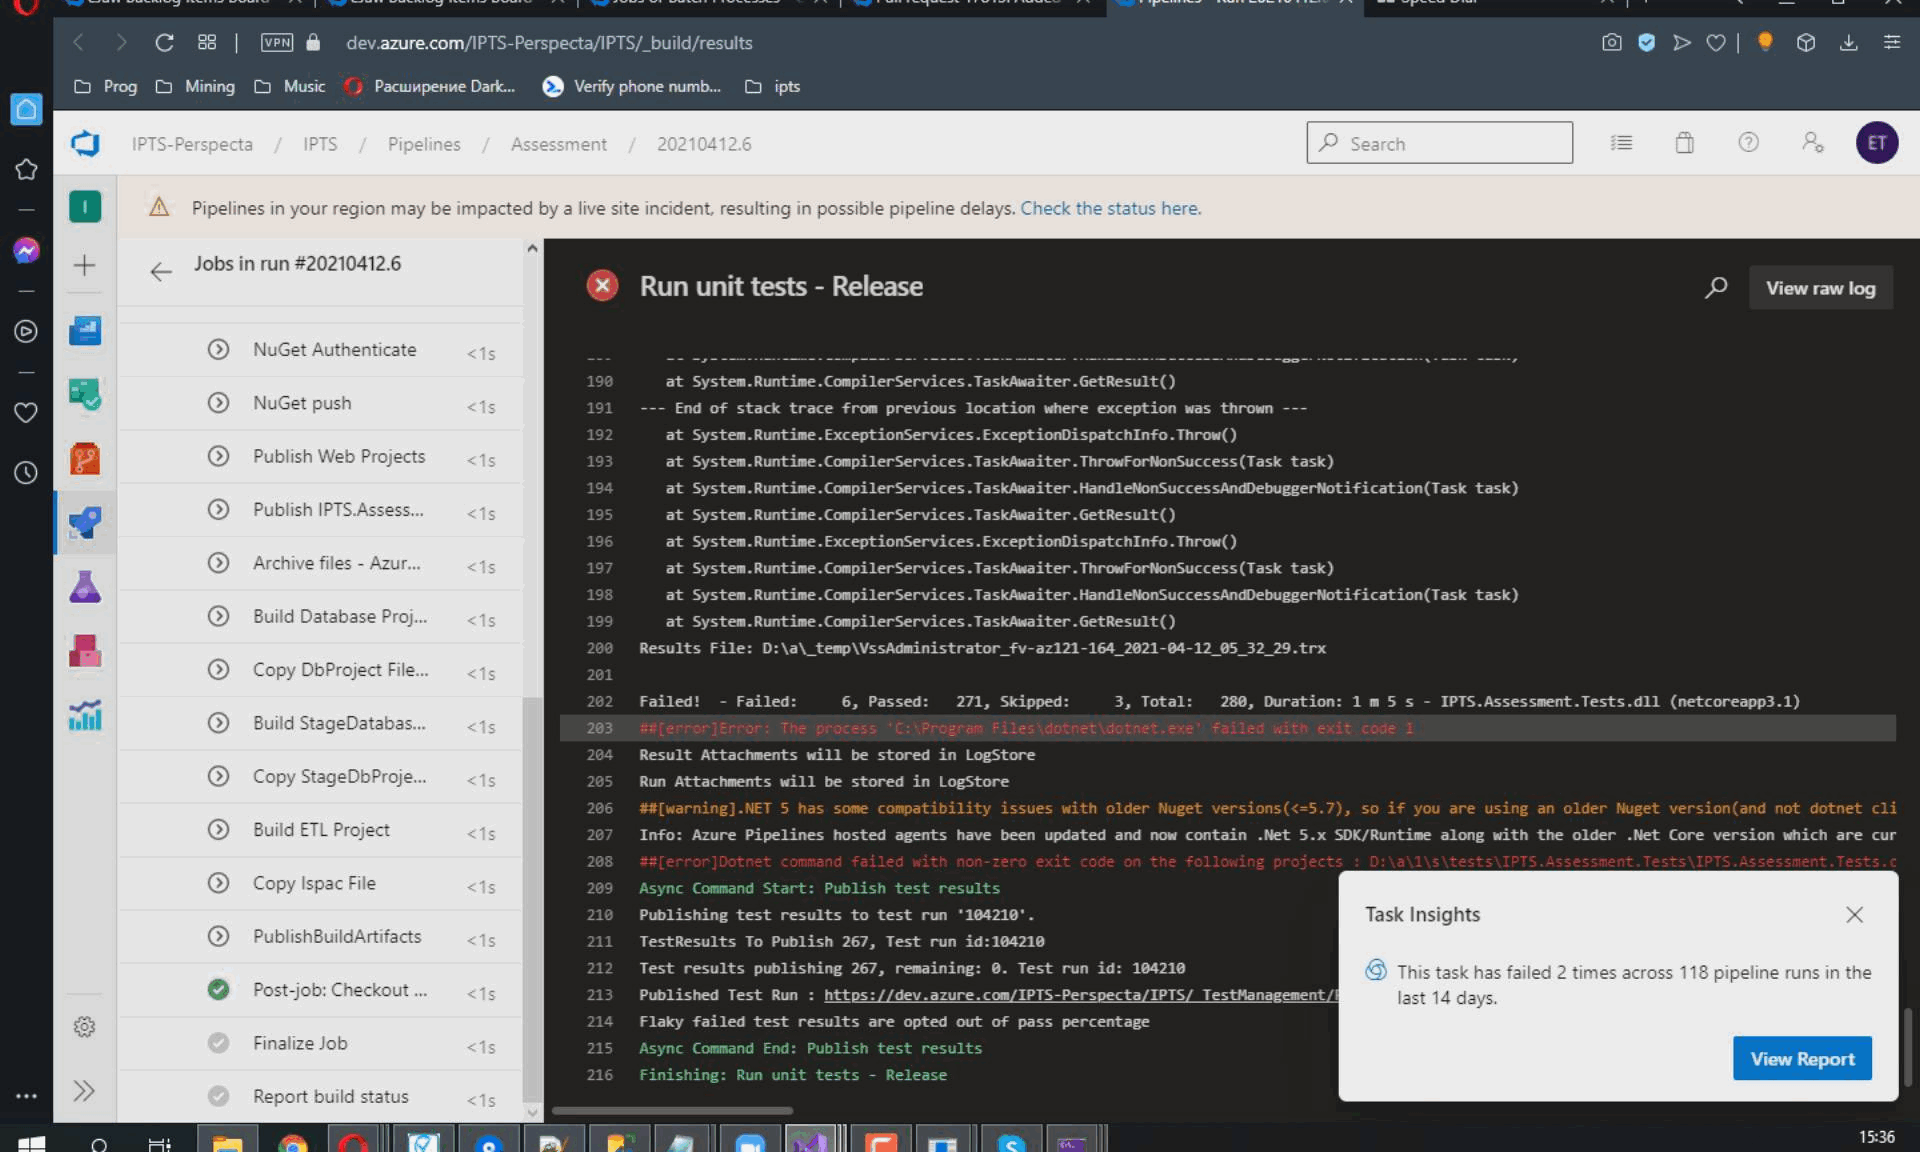 VPN
dev.azure.com/IPTS-Perspecta/IPTS/_build/results
Prog
Mining
Music
Расширение Dark...
Verify phone numb...
ipts
IPTS-Perspecta / IPTS / Pipelines / Assessment / 20210412.6
Search
ET
I
Pipelines in your region may be impacted by a live site incident, resulting in possible pipeline delays. Check the status here.
Jobs in run #20210412.6
NuGet Authenticate <1s
NuGet push <1s
Publish Web Projects <1s
Publish IPTS.Assess... <1s
Archive files - Azur... <1s
Build Database Proj... <1s
Copy DbProject File... <1s
Build StageDatabas... <1s
Copy StageDbProje... <1s
Build ETL Project <1s
Copy Ispac File <1s
PublishBuildArtifacts <1s
Post-job: Checkout ... <1s
Finalize Job <1s
Report build status <1s
Run unit tests - Release
View raw log
190 at System.Runtime.CompilerServices.TaskAwaiter.GetResult()
191 --- End of stack trace from previous location where exception was thrown ---
192 at System.Runtime.ExceptionServices.ExceptionDispatchInfo.Throw()
193 at System.Runtime.CompilerServices.TaskAwaiter.ThrowForNonSuccess(Task task)
194 at System.Runtime.CompilerServices.TaskAwaiter.HandleNonSuccessAndDebuggerNotification(Task task)
195 at System.Runtime.CompilerServices.TaskAwaiter.GetResult()
196 at System.Runtime.ExceptionServices.ExceptionDispatchInfo.Throw()
197 at System.Runtime.CompilerServices.TaskAwaiter.ThrowForNonSuccess(Task task)
198 at System.Runtime.CompilerServices.TaskAwaiter.HandleNonSuccessAndDebuggerNotification(Task task)
199 at System.Runtime.CompilerServices.TaskAwaiter.GetResult()
200 Results File: D:\a\_temp\VssAdministrator_fv-az121-164_2021-04-12_05_32_29.trx
201
202 Failed! - Failed: 6, Passed: 271, Skipped: 3, Total: 280, Duration: 1 m 5 s - IPTS.Assessment.Tests.dll (netcoreapp3.1)
203 ##[error]Error: The process 'C:\Program Files\dotnet\dotnet.exe' failed with exit code 1
204 Result Attachments will be stored in LogStore
205 Run Attachments will be stored in LogStore
206 ##[warning].NET 5 has some compatibility issues with older Nuget versions(<=5.7), so if you are using an older Nuget version(and not dotnet cli
207 Info: Azure Pipelines hosted agents have been updated and now contain .Net 5.x SDK/Runtime along with the older .Net Core version which are cur
208 ##[error]Dotnet command failed with non-zero exit code on the following projects : D:\a\1\s\tests\IPTS.Assessment.Tests\IPTS.Assessment.Tests.c
209 Async Command Start: Publish test results
210 Publishing test results to test run '104210'.
211 TestResults To Publish 267, Test run id:104210
212 Test results publishing 267, remaining: 0. Test run id: 104210
213 Published Test Run : https://dev.azure.com/IPTS-Perspecta/IPTS/_TestManagement/
214 Flaky failed test results are opted out of pass percentage
215 Async Command End: Publish test results
216 Finishing: Run unit tests - Release
Task Insights
This task has failed 2 times across 118 pipeline runs in the
last 14 days.
View Report
15:36